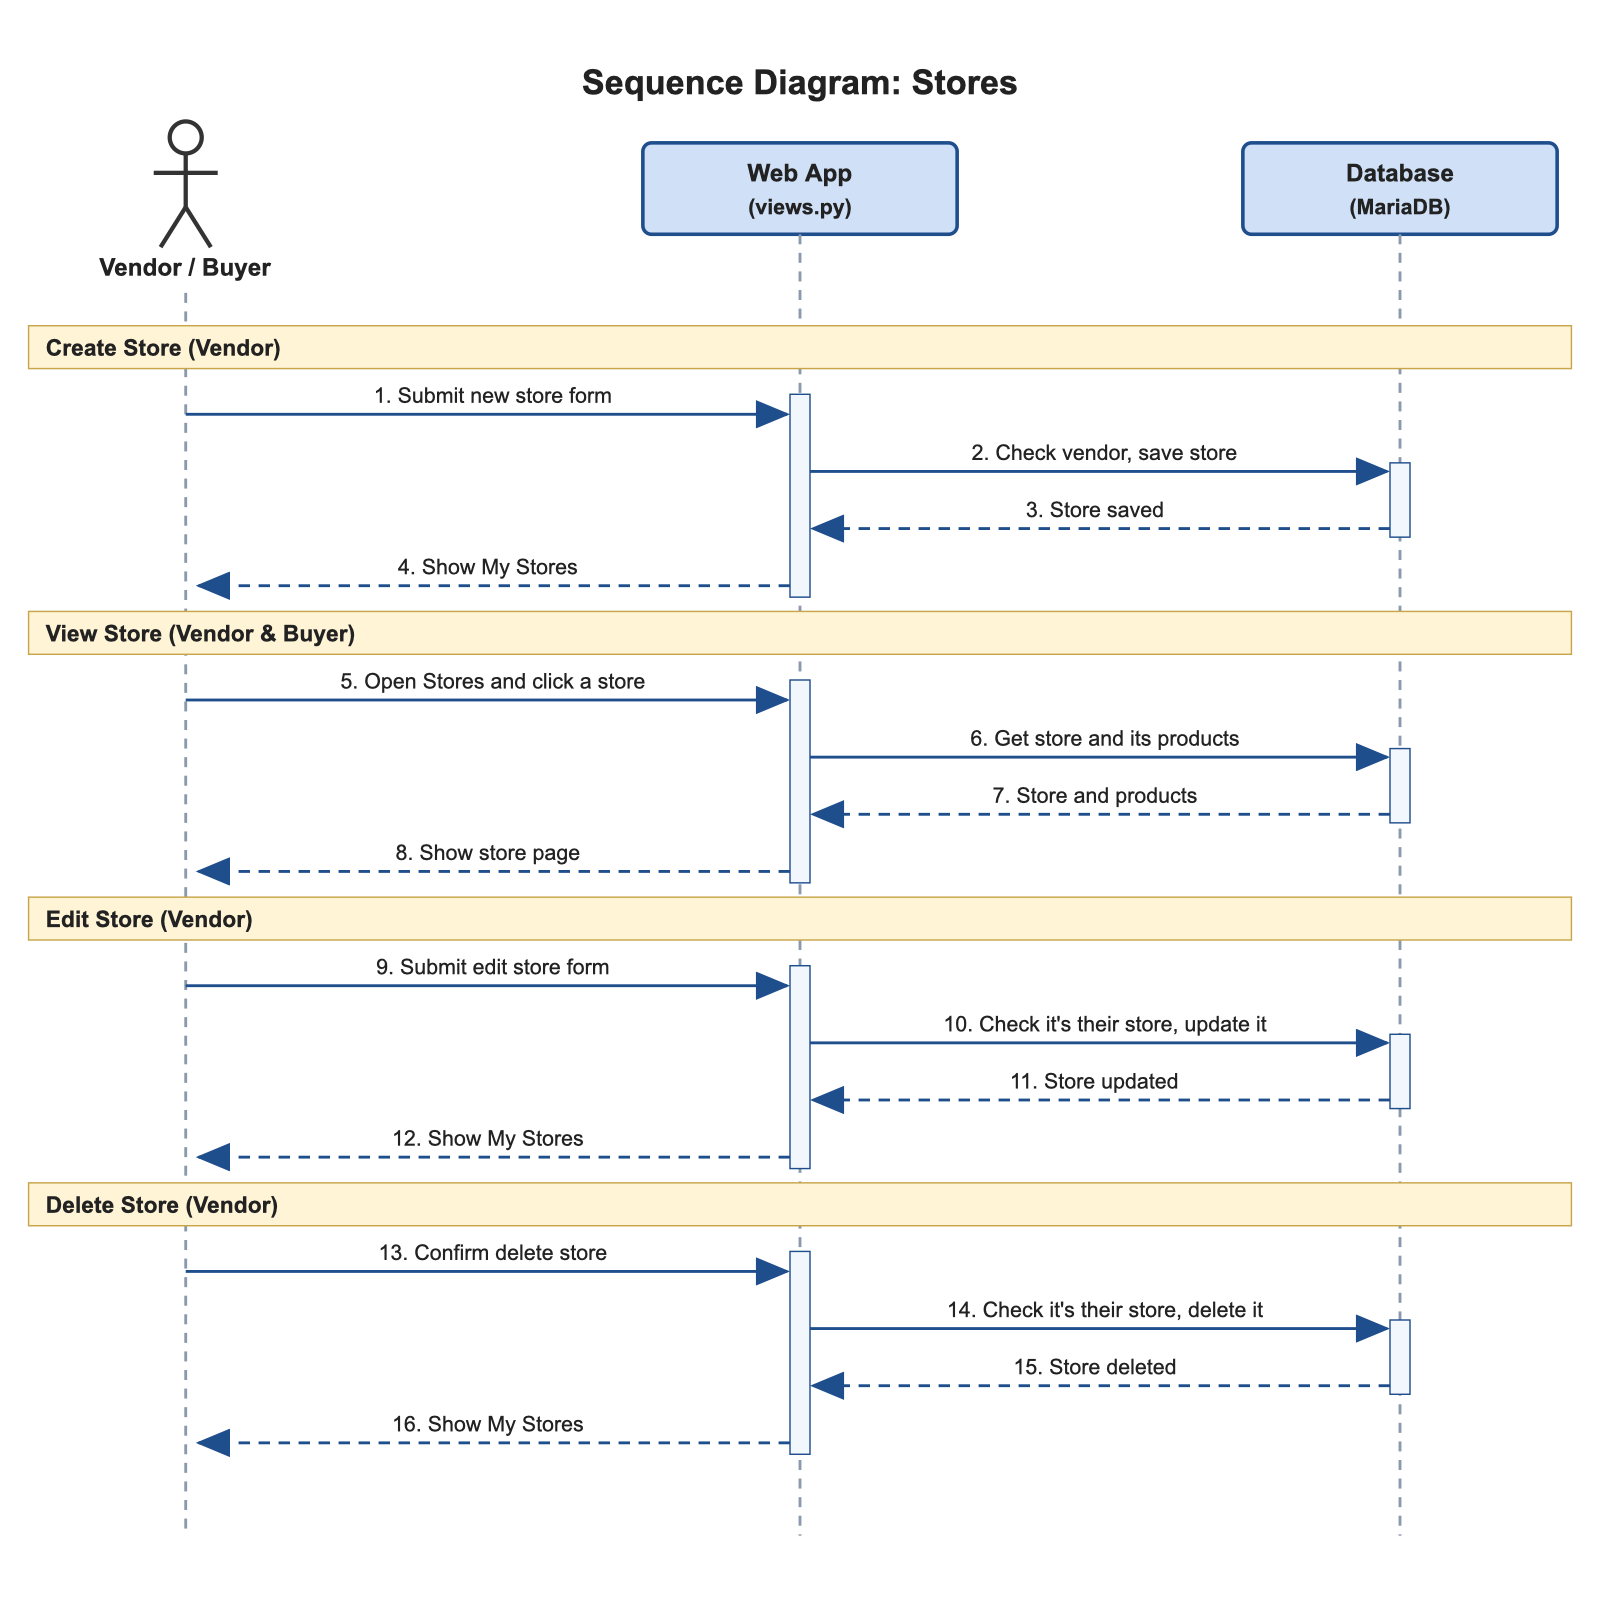 Sequence Diagram: Stores
Vendor / Buyer
Web App
(views.py)
Database
(MariaDB)
Create Store (Vendor)
1. Submit new store form
2. Check vendor, save store
3. Store saved
4. Show My Stores
View Store (Vendor & Buyer)
5. Open Stores and click a store
6. Get store and its products
7. Store and products
8. Show store page
Edit Store (Vendor)
9. Submit edit store form
10. Check it's their store, update it
11. Store updated
12. Show My Stores
Delete Store (Vendor)
13. Confirm delete store
14. Check it's their store, delete it
15. Store deleted
16. Show My Stores